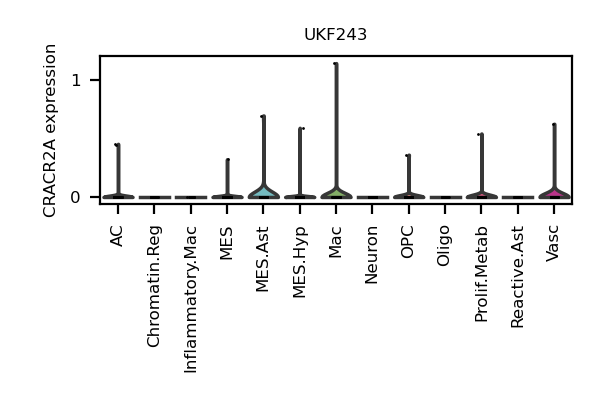 UKF243
CRACR2A expression
1
0
AC
Chromatin.Reg
Inflammatory.Mac
MES
MES.Ast
MES.Hyp
Mac
Neuron
OPC
Oligo
Prolif.Metab
Reactive.Ast
Vasc